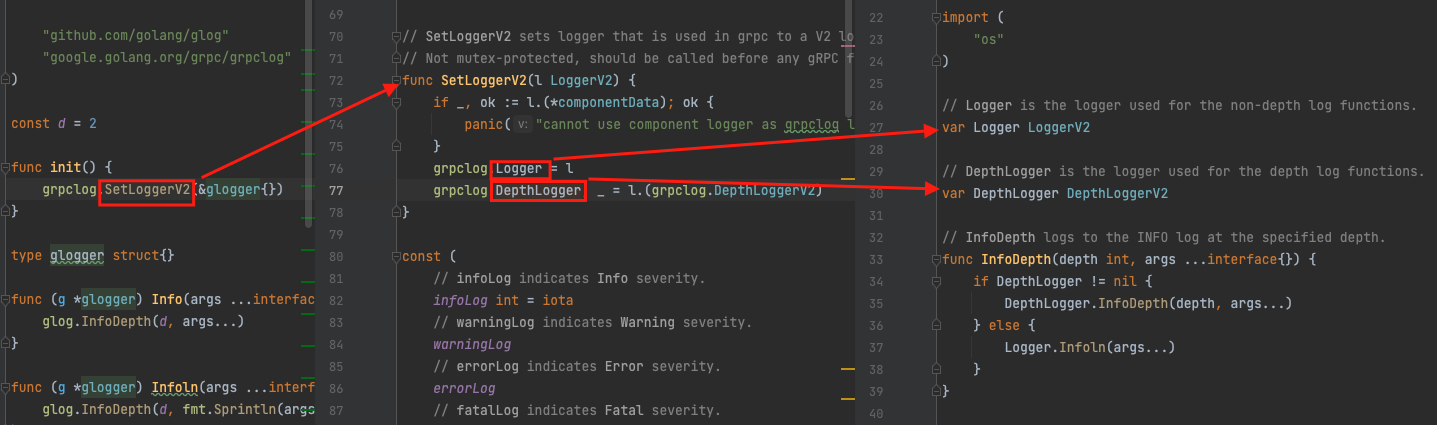 "github.com/golang/glog"
"google.golang.org/grpc/grpclog"
)
const d = 2
func init() {
grpclog.SetLoggerV2(&glogger{})
}
type glogger struct{}
func (g *glogger) Info(args ...interfac
glog.InfoDepth(d, args...)
}
func (g *glogger) Infoln(args ...interf
glog.InfoDepth(d, fmt.Sprintln(args
69
70 // SetLoggerV2 sets logger that is used in grpc to a V2 lo
71 // Not mutex-protected, should be called before any gRPC f
72 func SetLoggerV2(l LoggerV2) {
73 if _, ok := l.(*componentData); ok {
74 panic( v: "cannot use component logger as grpclog l
75 }
76 grpclog.Logger = l
77 grpclog.DepthLogger _ = l.(grpclog.DepthLoggerV2)
78 }
79
80 const (
81 // infoLog indicates Info severity.
82 infoLog int = iota
83 // warningLog indicates Warning severity.
84 warningLog
85 // errorLog indicates Error severity.
86 errorLog
87 // fatalLog indicates Fatal severity.
22 import (
23 "os"
24 )
25
26 // Logger is the logger used for the non-depth log functions.
27 var Logger LoggerV2
28
29 // DepthLogger is the logger used for the depth log functions.
30 var DepthLogger DepthLoggerV2
31
32 // InfoDepth logs to the INFO log at the specified depth.
33 func InfoDepth(depth int, args ...interface{}) {
34 if DepthLogger != nil {
35 DepthLogger.InfoDepth(depth, args...)
36 } else {
37 Logger.Infoln(args...)
38 }
39 }
40